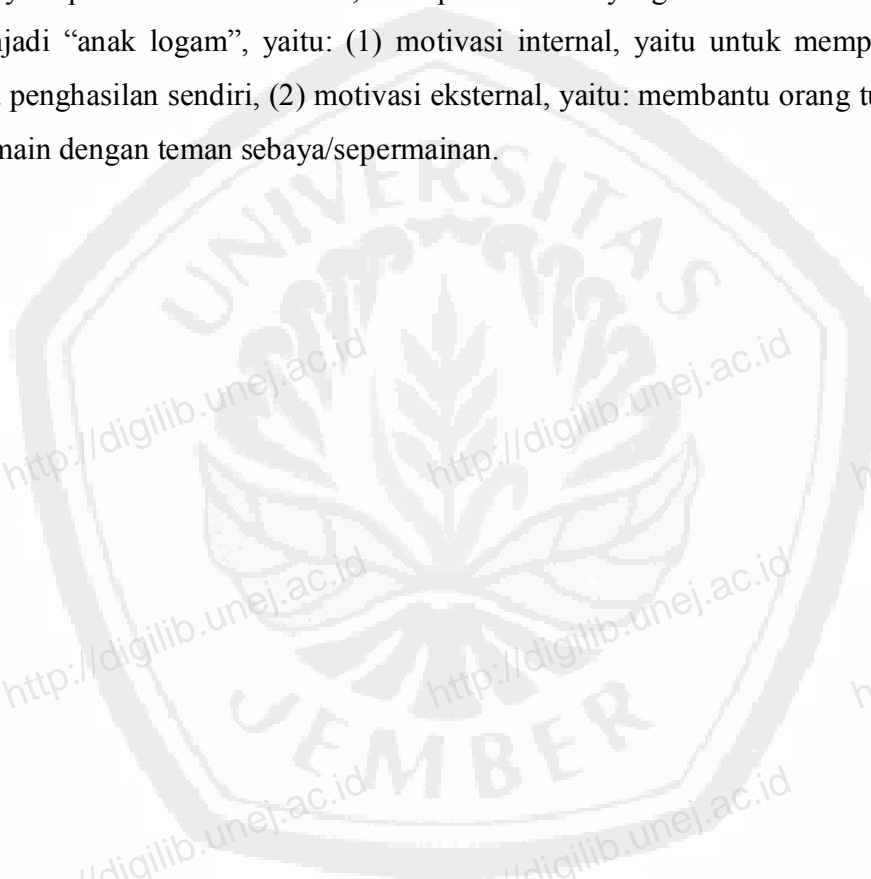 njadi “anak logam”, yaitu: (1) motivasi internal, yaitu untuk memp
penghasilan sendiri, (2) motivasi eksternal, yaitu: membantu orang tu
main dengan teman sebaya/sepermainan.
UNIVERSITAS
http://digilib.unej.ac.id
http://digilib.unej.ac.id
http://digilib.unej.ac.id
http://digilib.unej.ac.id
JEMBER
//digilib.unej.ac.id
://digilib.unej.ac.id